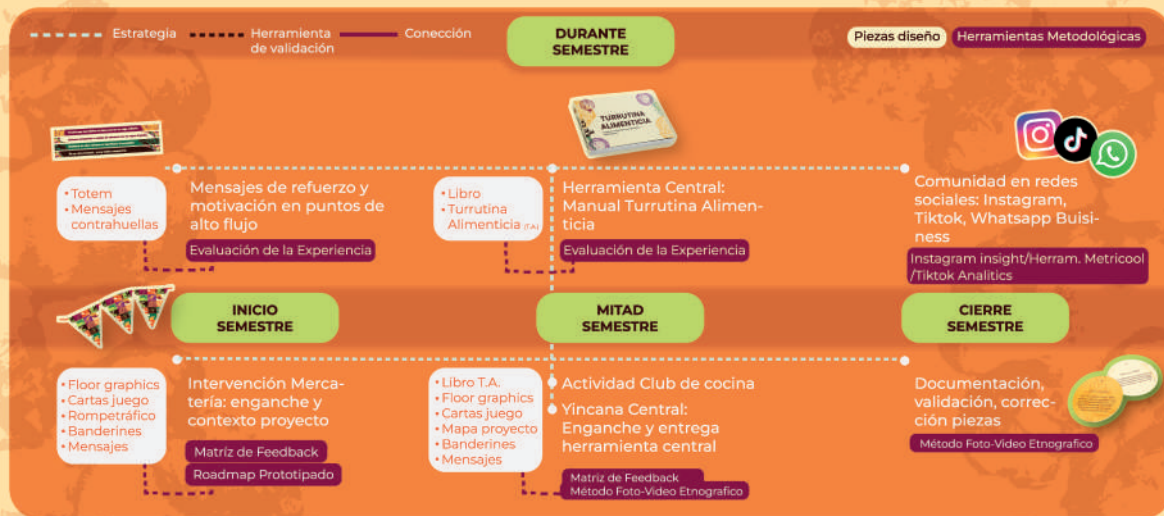 Estrategia
Herramienta
de validación
Conección
DURANTE
SEMESTRE
Piezas diseño
Herramientas Metodológicas
TURRUTINA
ALIMENTICIA
• Totem
• Mensajes
contrahuellas
Mensajes de refuerzo y
motivación en puntos de
alto flujo
Evaluación de la Experiencia
• Libro
• Turrutina
Alimenticia (T.A)
Herramienta Central:
Manual Turrutina Alimen-
ticia
Evaluación de la Experiencia
Comunidad en redes
sociales: Instagram,
Tiktok, Whatsapp Buisi-
ness
Instagram insight/Herram. Metricool
/Tiktok Analitics
INICIO
SEMESTRE
MITAD
SEMESTRE
CIERRE
SEMESTRE
• Floor graphics
• Cartas juego
• Rompetráfico
• Banderines
• Mensajes
Intervención Merca-
tería: enganche y
contexto proyecto
Matríz de Feedback
Roadmap Prototipado
• Líbro T.A.
• Floor graphics
• Cartas juego
• Mapa proyecto
• Banderines
• Mensajes
Actividad Club de cocina
Yincana Central:
Enganche y entrega
herramienta central
Matriz de Feedback
Método Foto-Video Etnografico
Documentación,
validación, correc-
ción piezas
Método Foto-Video Etnografico